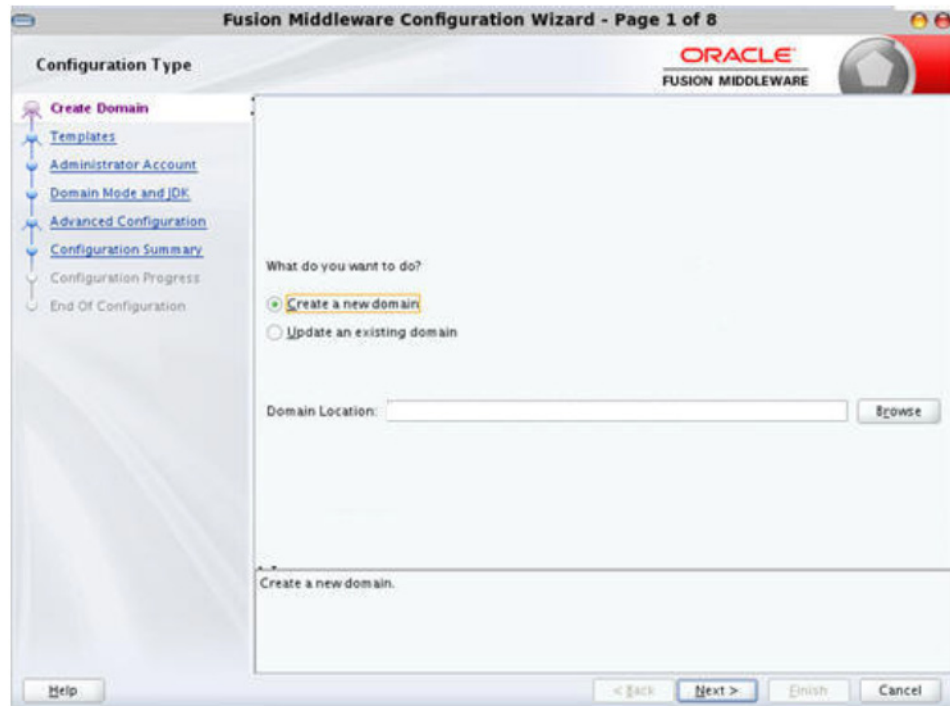 Fusion Middleware Configuration Wizard - Page 1 of 8
Configuration Type
ORACLE
FUSION MIDDLEWARE
Create Domain
Templates
Administrator Account
Domain Mode and JDK
Advanced Configuration
Configuration Summary
Configuration Progress
End Of Configuration
What do you want to do?
Create a new domain
Update an existing domain
Domain Location:
Browse
Create a new domain.
Help
< Back
Next >
Finish
Cancel